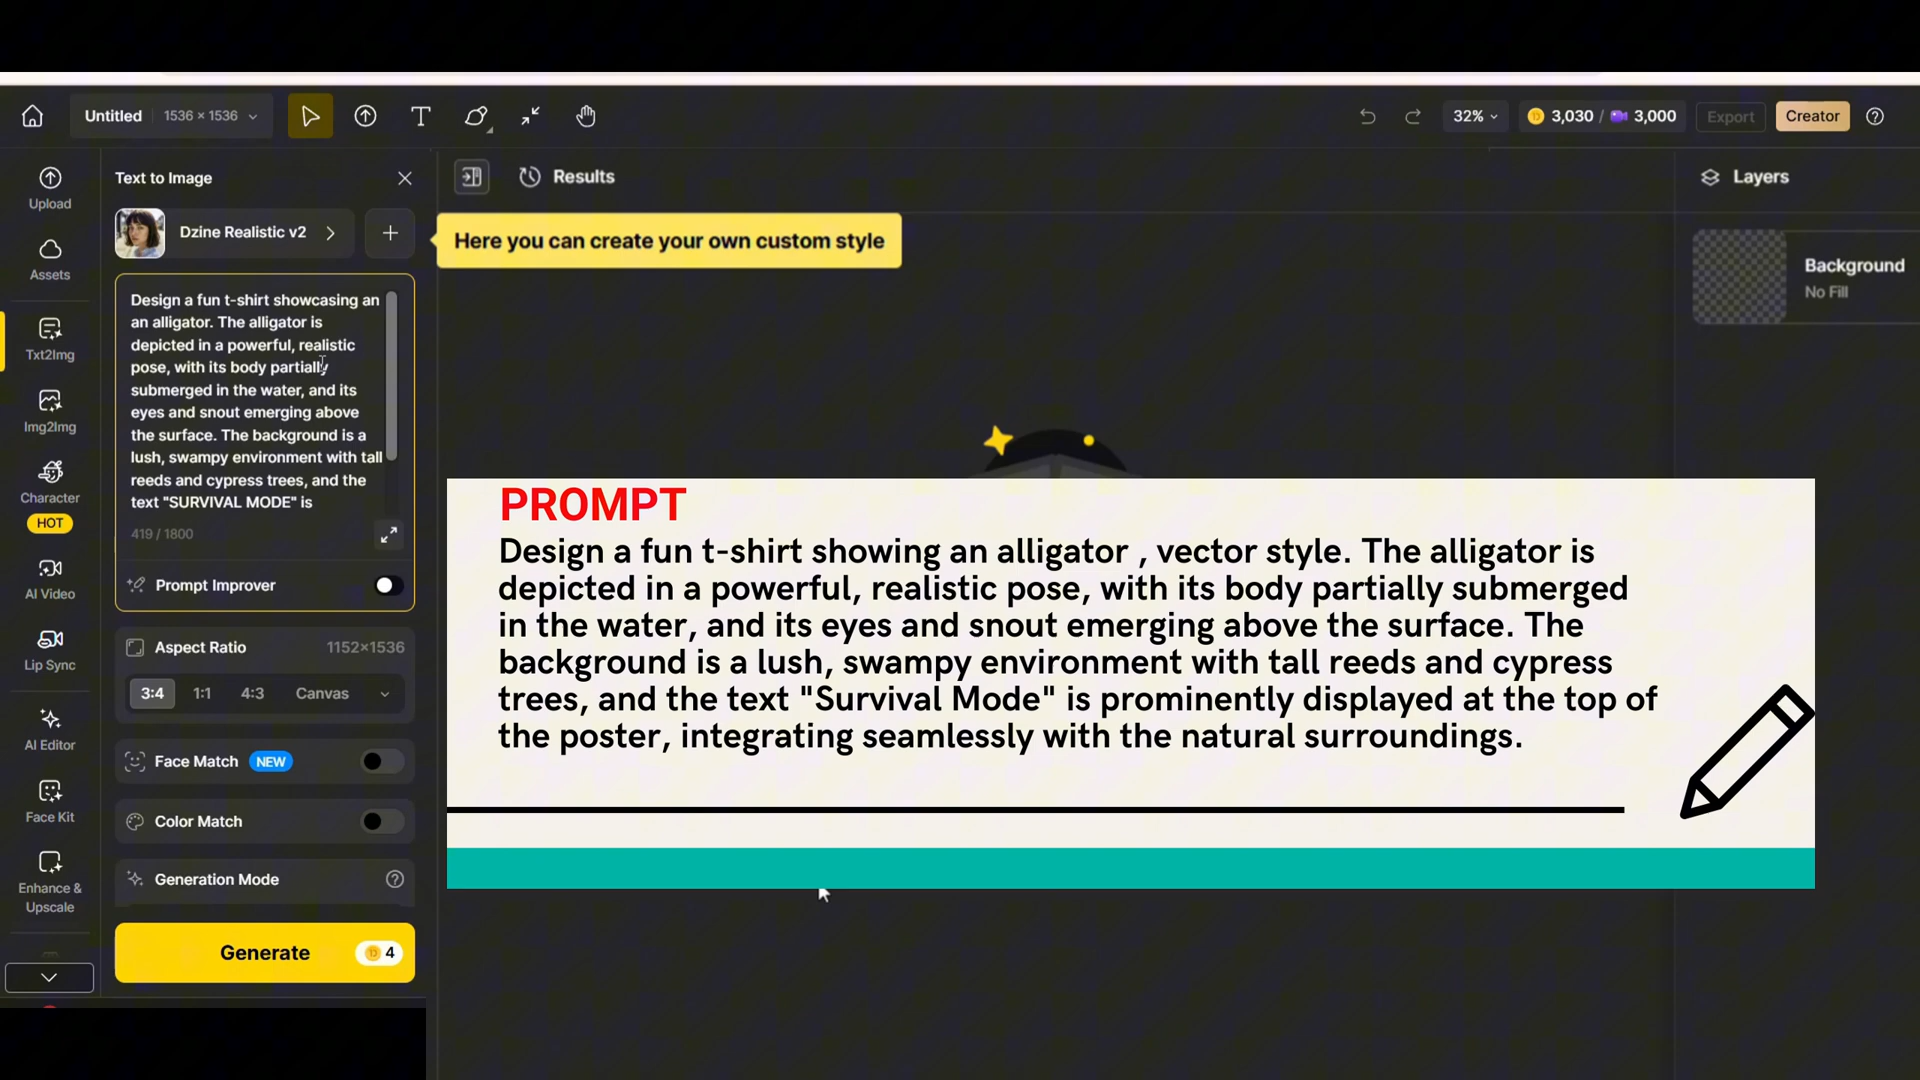 Untitled
1536 × 1536
32%
3,030 / 3,000
Export
Creator
Upload
Assets
Txt2Img
Img2Img
Character
HOT
AI Video
Lip Sync
AI Editor
Face Kit
Enhance &
Upscale
Text to Image
Dzine Realistic v2
Design a fun t-shirt showcasing an
an alligator. The alligator is
depicted in a powerful, realistic
pose, with its body partially
submerged in the water, and its
eyes and snout emerging above
the surface. The background is a
lush, swampy environment with tall
reeds and cypress trees, and the
text "SURVIVAL MODE" is
419 / 1800
Prompt Improver
Aspect Ratio
1152×1536
3:4
1:1
4:3
Canvas
Face Match
NEW
Color Match
Generation Mode
Generate
4
Results
Here you can create your own custom style
PROMPT
Design a fun t-shirt showing an alligator , vector style. The alligator is
depicted in a powerful, realistic pose, with its body partially submerged
in the water, and its eyes and snout emerging above the surface. The
background is a lush, swampy environment with tall reeds and cypress
trees, and the text "Survival Mode" is prominently displayed at the top of
the poster, integrating seamlessly with the natural surroundings.
Layers
Background
No Fill